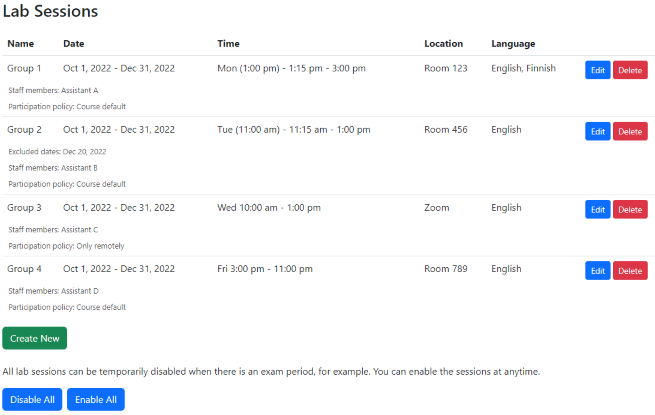 Lab Sessions
Name Date Time Location Language
Group 1 Oct 1, 2022 - Dec 31, 2022 Mon (1:00 pm) - 1:15 pm - 3:00 pm Room 123 English, Finnish Edit Delete
Staff members: Assistant A
Participation policy: Course default
Group 2 Oct 1, 2022 - Dec 31, 2022 Tue (11:00 am) - 11:15 am - 1:00 pm Room 456 English Edit Delete
Excluded dates: Dec 20, 2022
Staff members: Assistant B
Participation policy: Course default
Group 3 Oct 1, 2022 - Dec 31, 2022 Wed 10:00 am - 1:00 pm Zoom English Edit Delete
Staff members: Assistant C
Participation policy: Only remotely
Group 4 Oct 1, 2022 - Dec 31, 2022 Fri 3:00 pm - 11:00 pm Room 789 English Edit Delete
Staff members: Assistant D
Participation policy: Course default
Create New
All lab sessions can be temporarily disabled when there is an exam period, for example. You can enable the sessions at anytime.
Disable All Enable All